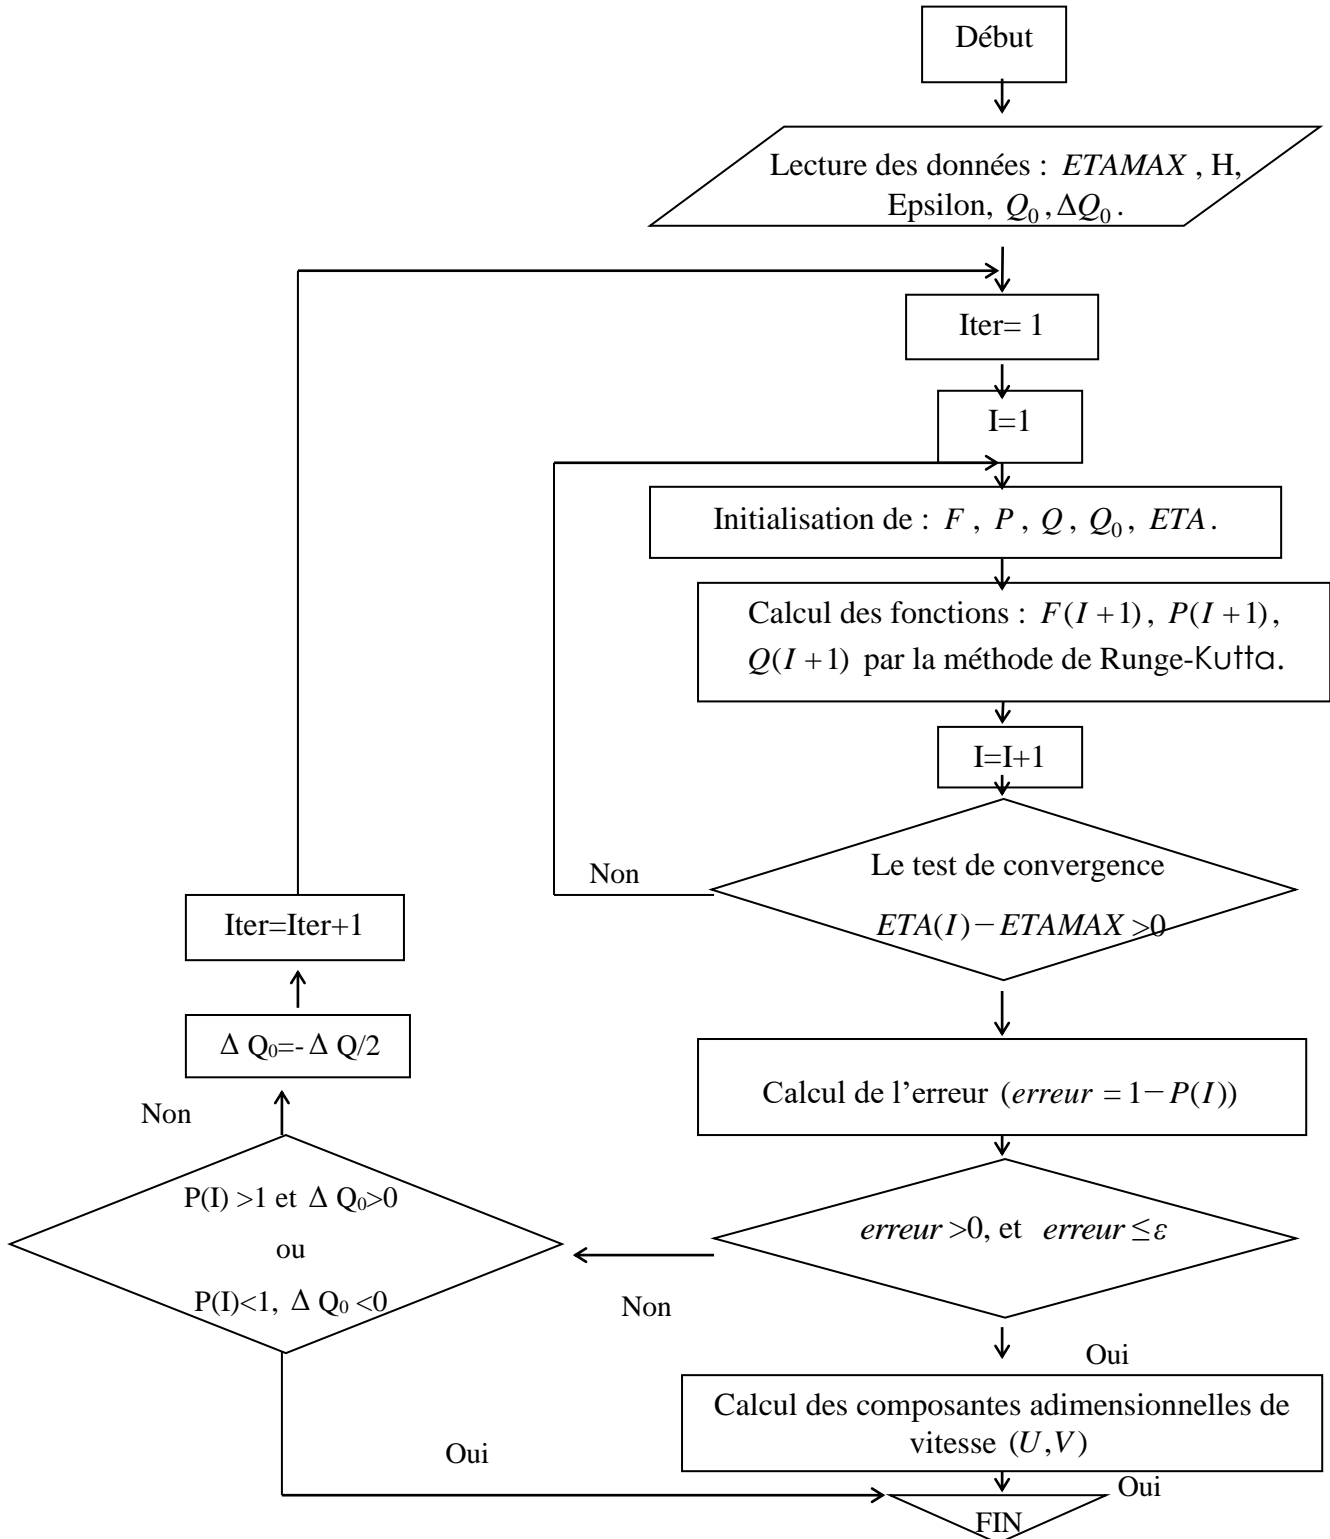 Début
Lecture des données : ETAMAX , H,
Epsilon, Q₀ , ΔQ₀ .
Iter= 1
I=1
Initialisation de : F , P , Q , Q₀ , ETA .
Calcul des fonctions : F(I +1) , P(I +1) ,
Q(I +1) par la méthode de Runge-Kutta.
I=I+1
Le test de convergence
Non
ETA(I) − ETAMAX >0
Iter=Iter+1
Δ Q₀=- Δ Q/2
Calcul de l’erreur (erreur = 1− P(I))
Non
P(I) >1 et Δ Q₀>0
ou
P(I)<1, Δ Q₀ <0
erreur >0, et erreur ≤ ε
Non
Oui
Calcul des composantes adimensionnelles de
vitesse (U,V)
Oui
Oui
FIN